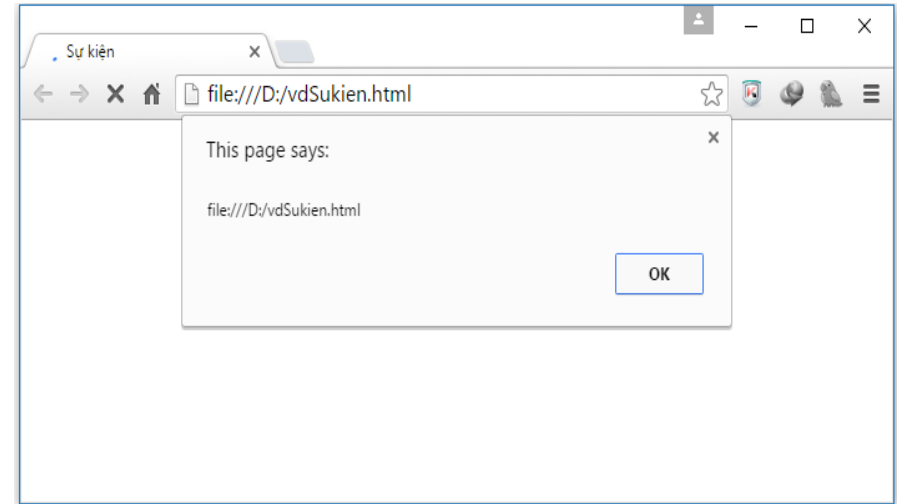 Sự kiện
file:///D:/vdSukien.html
This page says:
file:///D:/vdSukien.html
OK